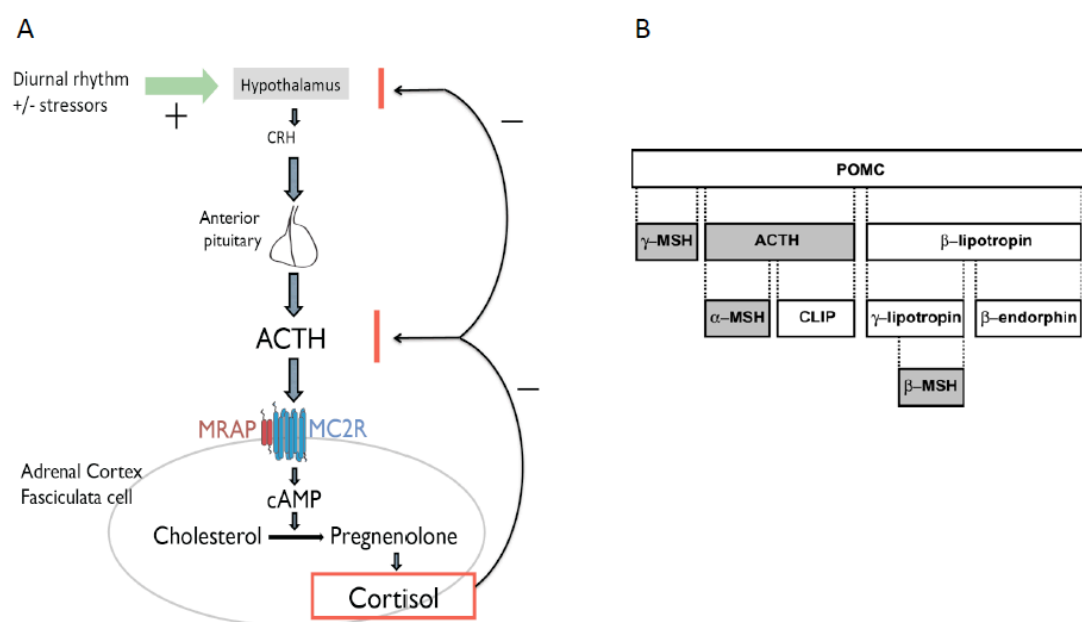 A
B
Diurnal rhythm
+/- stressors
+
Hypothalamus
CRH
Anterior
pituitary
ACTH
MRAP
MC2R
Adrenal Cortex
Fasciculata cell
cAMP
Cholesterol
Pregnenolone
Cortisol
–
–
POMC
γ–MSH
ACTH
β–lipotropin
α–MSH
CLIP
γ–lipotropin
β–endorphin
β–MSH